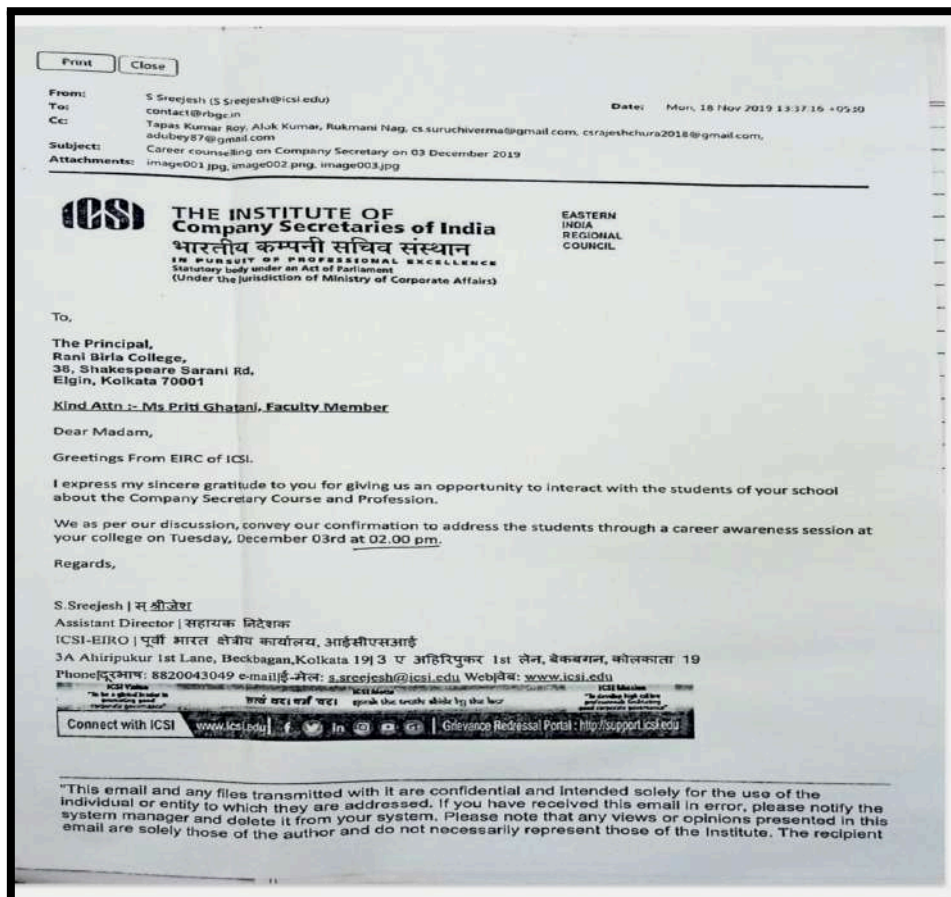 Print Close
From: S Sreejesh (S Sreejesh@icsi.edu)
To: contact@rbgc.in Date: Mon, 18 Nov 2019 13:37:16 +0530
Cc: Tapas Kumar Roy, Alok Kumar, Rukmani Nag, cs.suruchiverma@gmail.com, csrajeshchura2018@gmail.com,
adubey87@gmail.com
Subject: Career counselling on Company Secretary on 03 December 2019
Attachments: image001.jpg, image002.png, image003.jpg
ICSI THE INSTITUTE OF
Company Secretaries of India
भारतीय कम्पनी सचिव संस्थान
IN PURSUIT OF PROFESSIONAL EXCELLENCE
Statutory body under an Act of Parliament
(Under the jurisdiction of Ministry of Corporate Affairs)
EASTERN
INDIA
REGIONAL
COUNCIL
To,
The Principal,
Rani Birla College,
38, Shakespeare Sarani Rd,
Elgin, Kolkata 70001
Kind Attn :- Ms Priti Ghatani, Faculty Member
Dear Madam,
Greetings From EIRC of ICSI.
I express my sincere gratitude to you for giving us an opportunity to interact with the students of your school
about the Company Secretary Course and Profession.
We as per our discussion, convey our confirmation to address the students through a career awareness session at
your college on Tuesday, December 03rd at 02.00 pm.
Regards,
S.Sreejesh | स श्रीजेश
Assistant Director | सहायक निदेशक
ICSI-EIRO | पूर्वी भारत क्षेत्रीय कार्यालय, आईसीएसआई
3A Ahiripukur 1st Lane, Beckbagan,Kolkata 19| 3 ए अहिरिपुकर 1st लेन, बेकबगन, कोलकाता 19
Phone|दूरभाष: 8820043049 e-mail|ई-मेल: s.sreejesh@icsi.edu Web|वेब: www.icsi.edu
ICSI Vision ICSI Motto ICSI Mission
"To be a global leader in promoting good corporate governance"
सत्यं वद। धर्मं चर। speak the truth abide by the law
Connect with ICSI www.icsi.edu | f in G+ | Grievance Redressal Portal : http://support.icsi.edu
"This email and any files transmitted with it are confidential and intended solely for the use of the
individual or entity to which they are addressed. If you have received this email in error, please notify the
system manager and delete it from your system. Please note that any views or opinions presented in this
email are solely those of the author and do not necessarily represent those of the Institute. The recipient